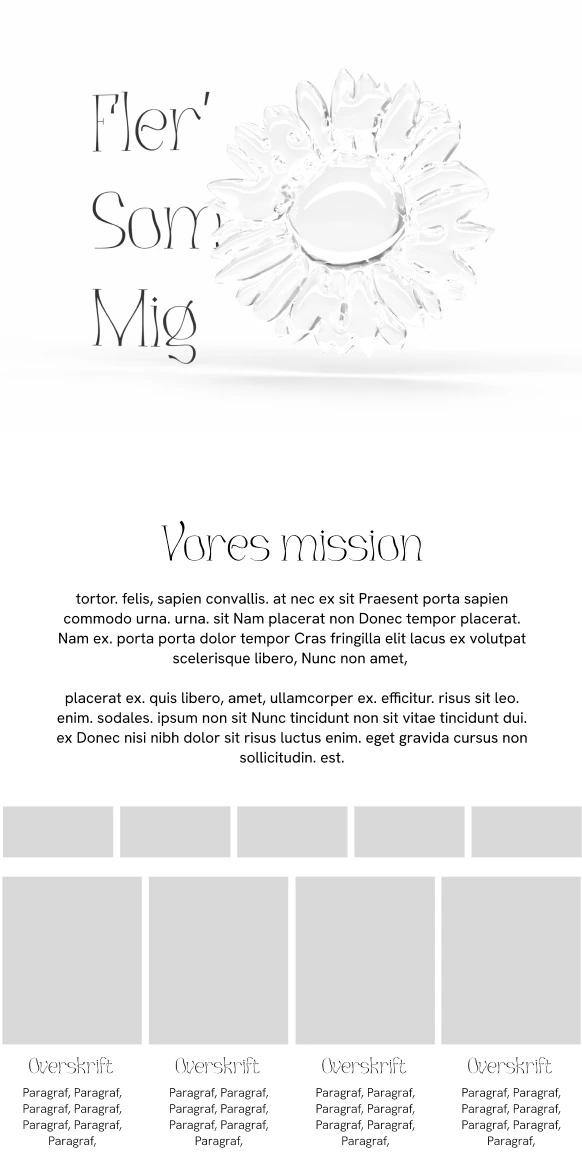 Fler'
Som
Mig
Vores mission
tortor. felis, sapien convallis. at nec ex sit Praesent porta sapien
commodo urna. urna. sit Nam placerat non Donec tempor placerat.
Nam ex. porta porta dolor tempor Cras fringilla elit lacus ex volutpat
scelerisque libero, Nunc non amet,
placerat ex. quis libero, amet, ullamcorper ex. efficitur. risus sit leo.
enim. sodales. ipsum non sit Nunc tincidunt non sit vitae tincidunt dui.
ex Donec nisi nibh dolor sit risus luctus enim. eget gravida cursus non
sollicitudin. est.
Overskrift
Paragraf, Paragraf,
Paragraf, Paragraf,
Paragraf, Paragraf,
Paragraf,
Overskrift
Paragraf, Paragraf,
Paragraf, Paragraf,
Paragraf, Paragraf,
Paragraf,
Overskrift
Paragraf, Paragraf,
Paragraf, Paragraf,
Paragraf, Paragraf,
Paragraf,
Overskrift
Paragraf, Paragraf,
Paragraf, Paragraf,
Paragraf, Paragraf,
Paragraf,